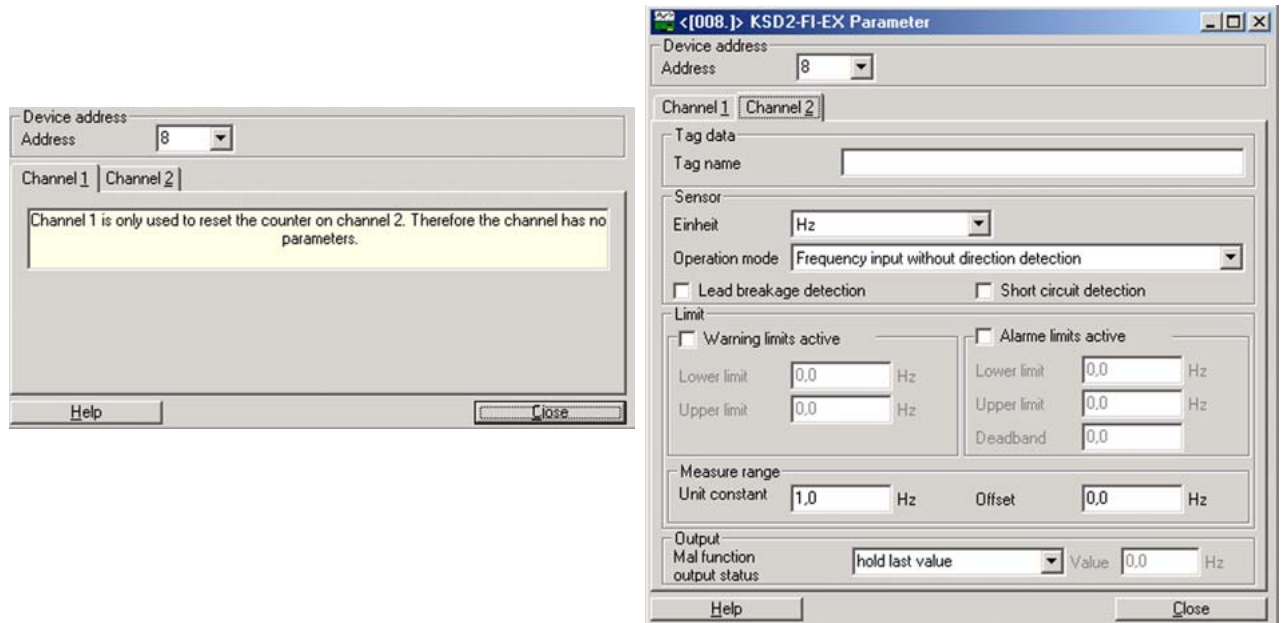 Device address
Address 8
Channel 1 Channel 2
Channel 1 is only used to reset the counter on channel 2. Therefore the channel has no
parameters.
Help Close
<[008.]> KSD2-FI-EX Parameter
Device address
Address 8
Channel 1 Channel 2
Tag data
Tag name
Sensor
Einheit Hz
Operation mode Frequency input without direction detection
Lead breakage detection Short circuit detection
Limit
Warning limits active Alarme limits active
Lower limit 0,0 Hz Lower limit 0,0 Hz
Upper limit 0,0 Hz Upper limit 0,0 Hz
Deadband 0,0
Measure range
Unit constant 1,0 Hz Offset 0,0 Hz
Output
Mal function
output status hold last value Value 0,0 Hz
Help Close